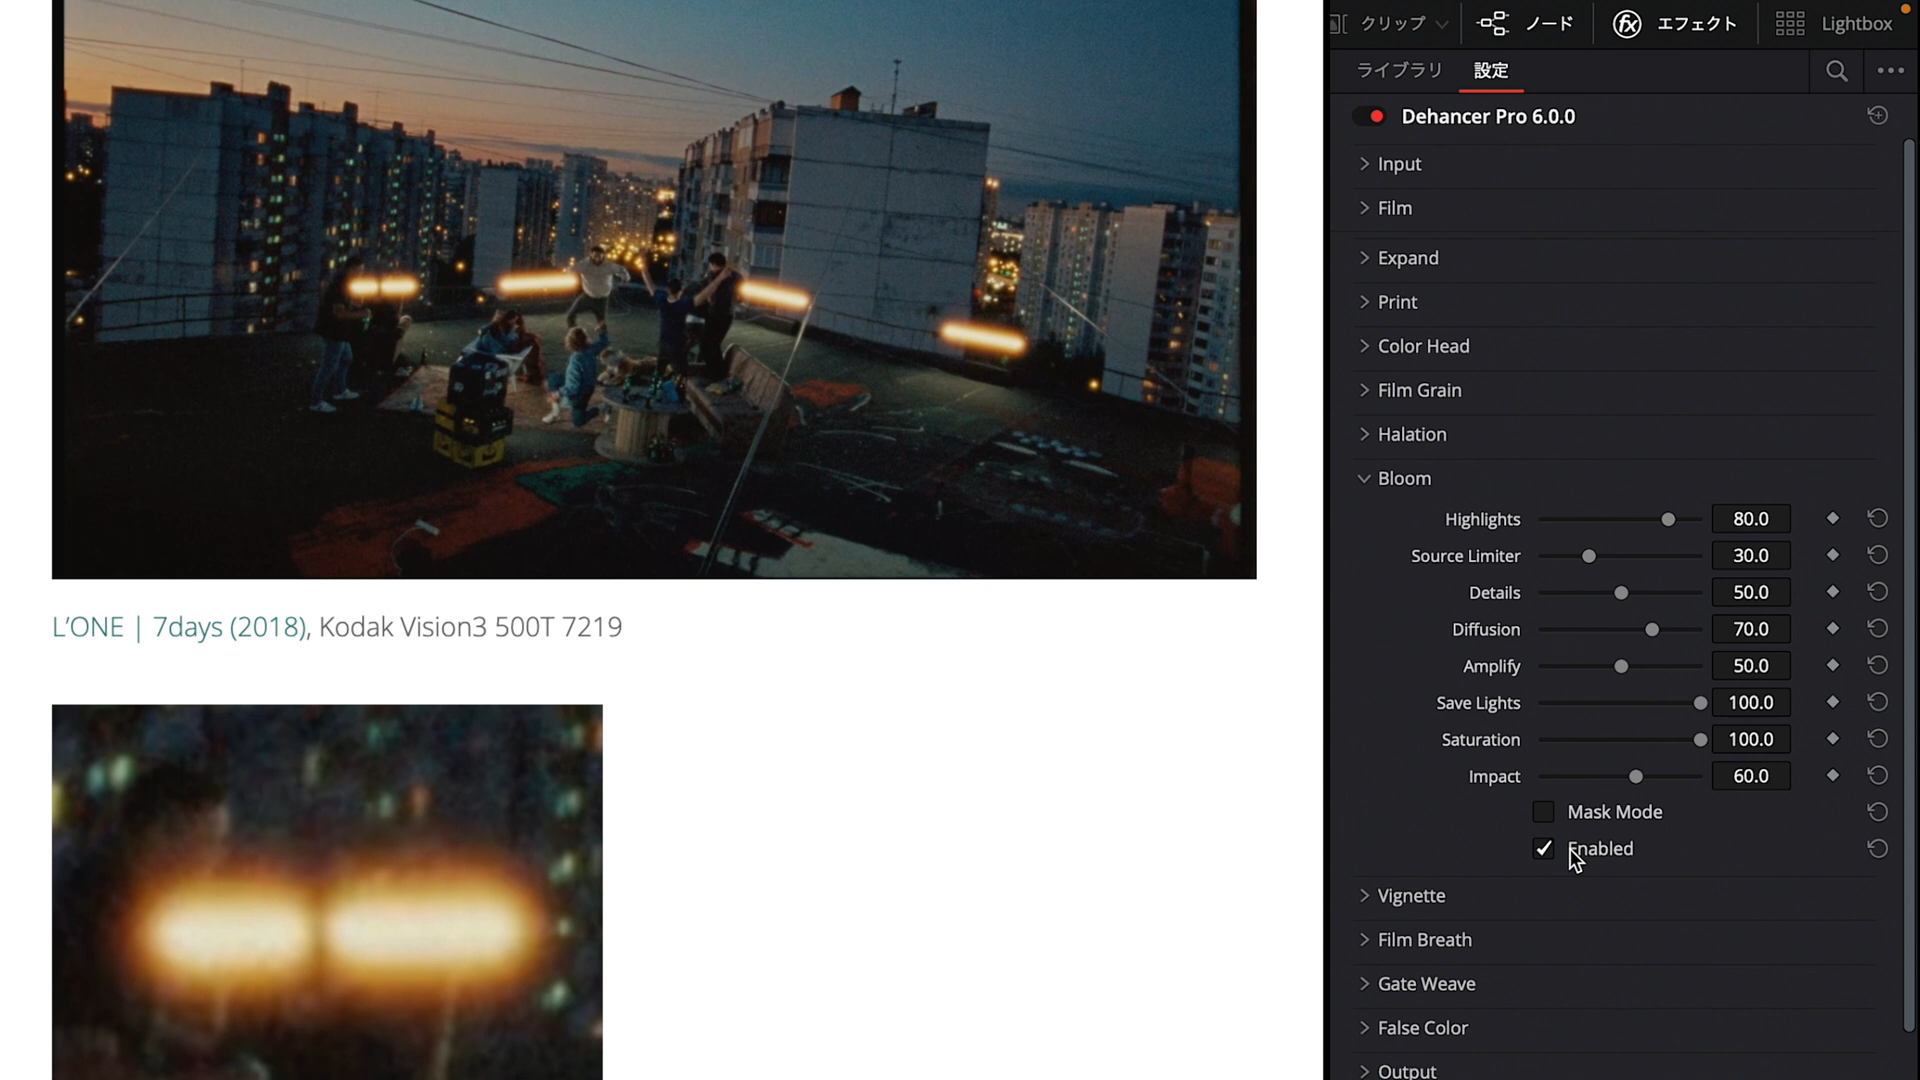 クリップ ノード エフェクト Lightbox
ライブラリ 設定
Dehancer Pro 6.0.0
Input
Film
Expand
Print
Color Head
Film Grain
Halation
Bloom
Highlights 80.0
Source Limiter 30.0
Details 50.0
Diffusion 70.0
Amplify 50.0
Save Lights 100.0
Saturation 100.0
Impact 60.0
Mask Mode
Enabled
Vignette
Film Breath
Gate Weave
False Color
Output
L'ONE | 7days (2018), Kodak Vision3 500T 7219